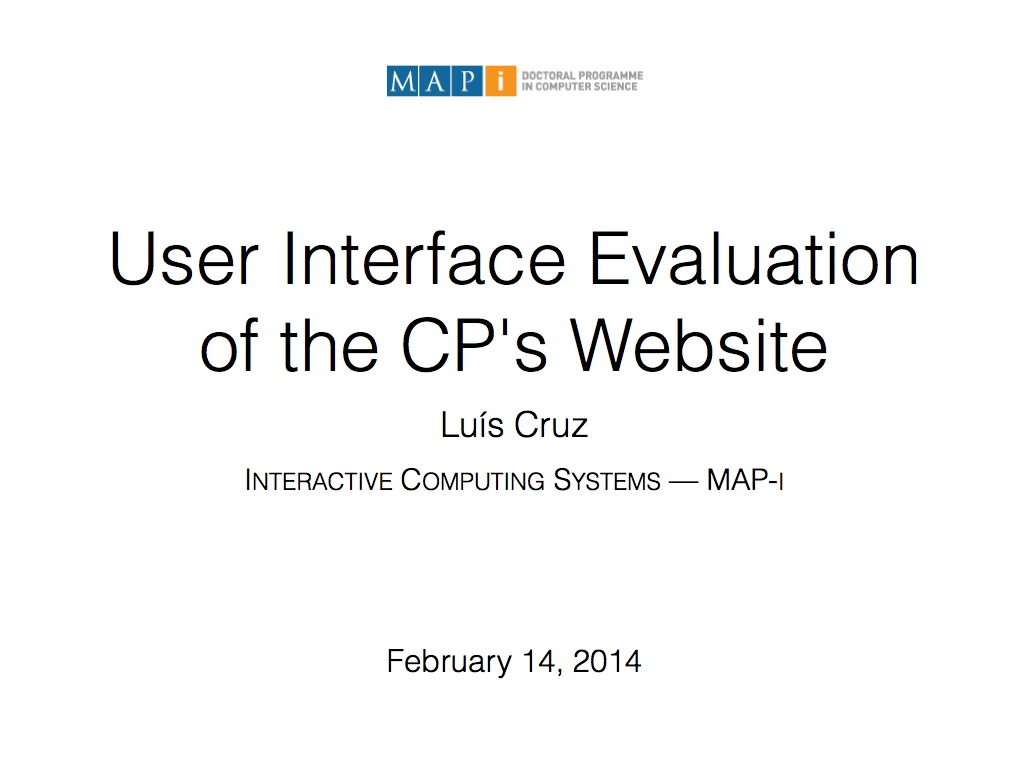 MAPi DOCTORAL PROGRAMME
IN COMPUTER SCIENCE
User Interface Evaluation
of the CP's Website
Luís Cruz
INTERACTIVE COMPUTING SYSTEMS — MAP-I
February 14, 2014